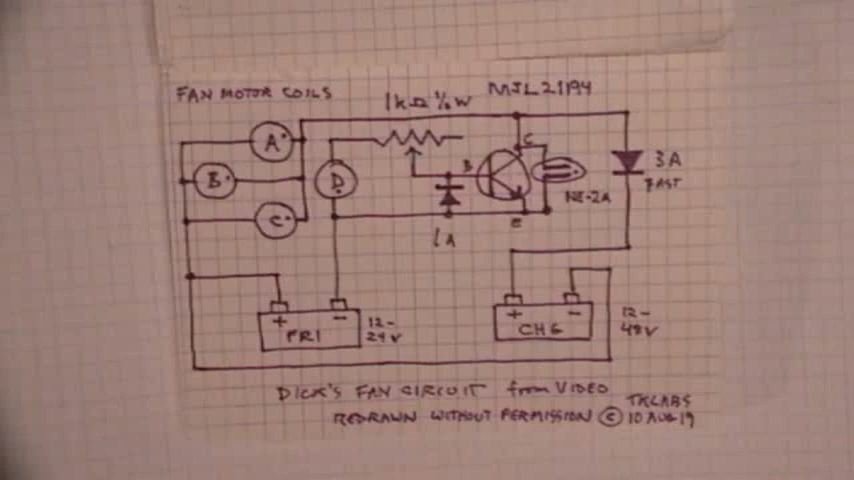 FAN MOTOR COILS
1kΩ ½W
MJL21194
A
B
C
D
B
C
E
NE-2A
3A
FAST
1A
+
-
PRI
12-
24V
+
-
CHG
12-
48V
DICK'S FAN CIRCUIT from VIDEO
REDRAWN WITHOUT PERMISSION © TKLABS
10 AUG 19